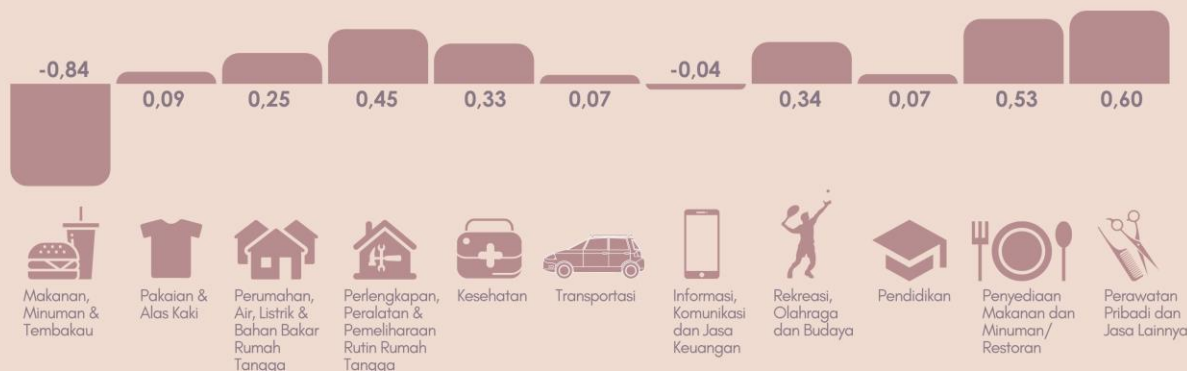 -0,84
0,09
0,25
0,45
0,33
0,07
-0,04
0,34
0,07
0,53
0,60
Makanan,
Minuman &
Tembakau
Pakaian &
Alas Kaki
Perumahan,
Air, Listrik &
Bahan Bakar
Rumah
Tangga
Perlengkapan,
Peralatan &
Pemeliharaan
Rutin Rumah
Tangga
Kesehatan
Transportasi
Informasi,
Komunikasi
dan Jasa
Keuangan
Rekreasi,
Olahraga
dan Budaya
Pendidikan
Penyediaan
Makanan dan
Minuman/
Restoran
Perawatan
Pribadi dan
Jasa Lainnya